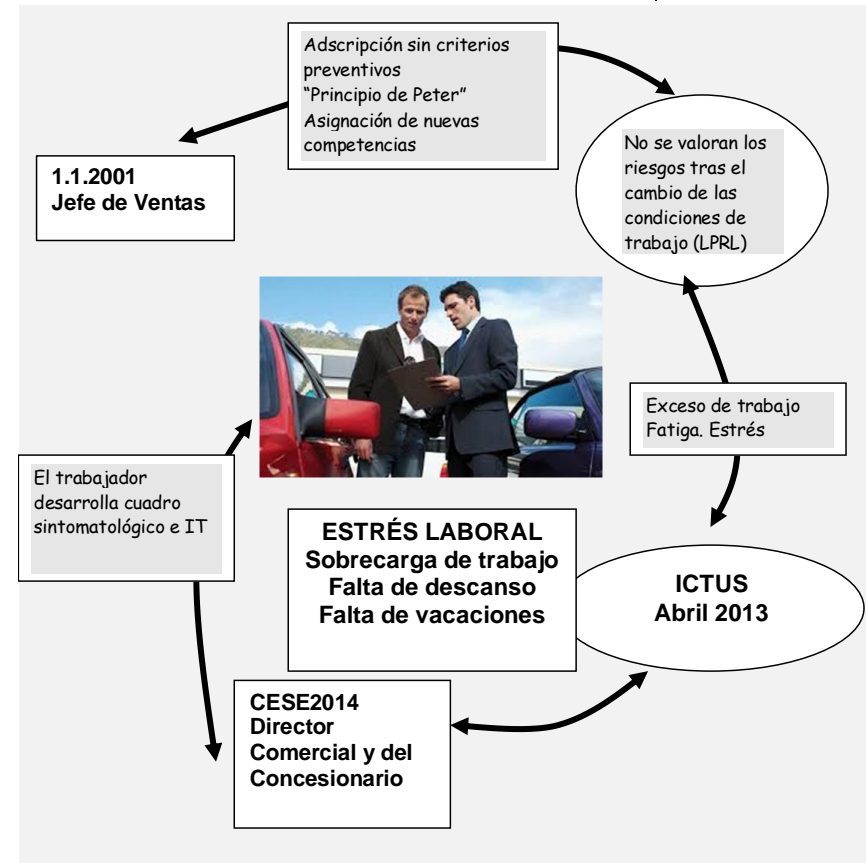 Adscripción sin criterios
preventivos
“Principio de Peter”
Asignación de nuevas
competencias
1.1.2001
Jefe de Ventas
No se valoran los
riesgos tras el
cambio de las
condiciones de
trabajo (LPRL)
Exceso de trabajo
Fatiga. Estrés
El trabajador
desarrolla cuadro
sintomatológico e IT
ESTRÉS LABORAL
Sobrecarga de trabajo
Falta de descanso
Falta de vacaciones
ICTUS
Abril 2013
CESE2014
Director
Comercial y del
Concesionario